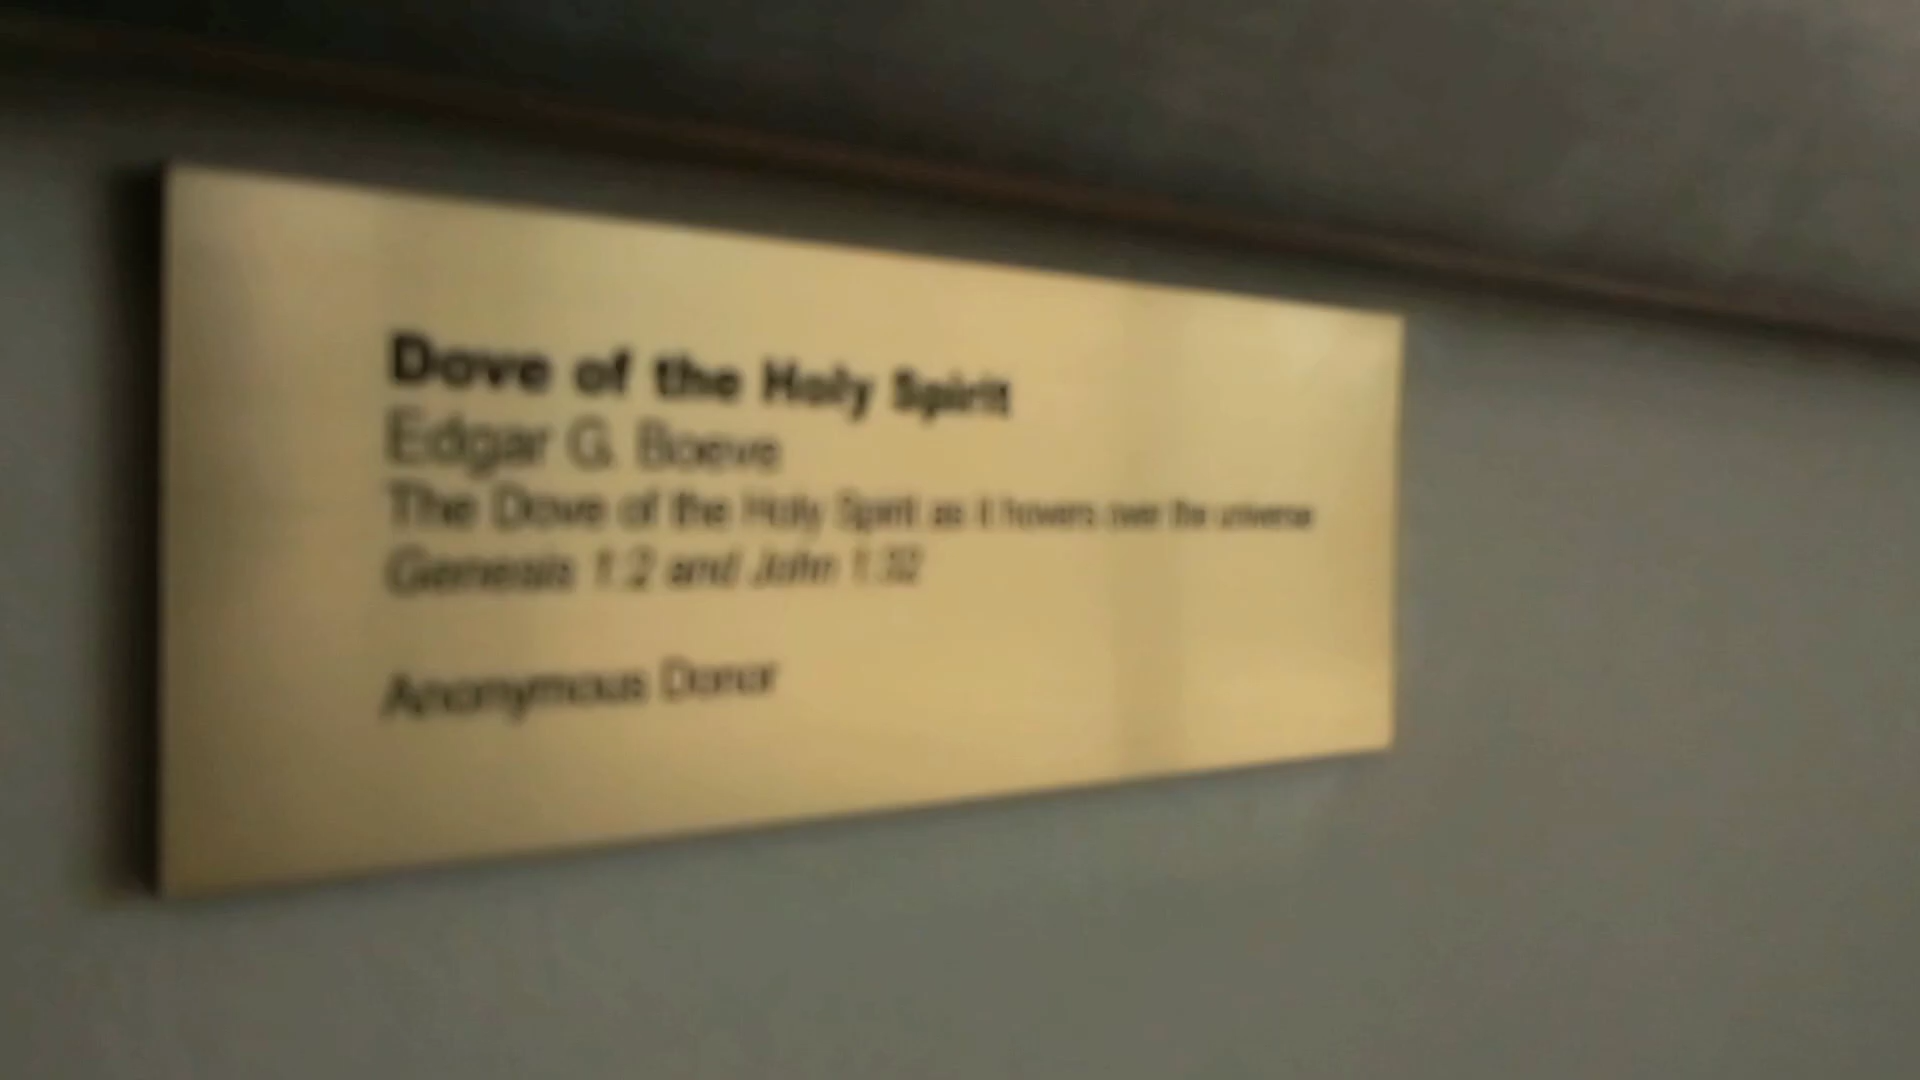 Dove of the Holy Spirit
Edgar G. Boeve
The Dove of the Holy Spirit as it hovers over the universe
Genesis 1:2 and John 1:32
Anonymous Donor